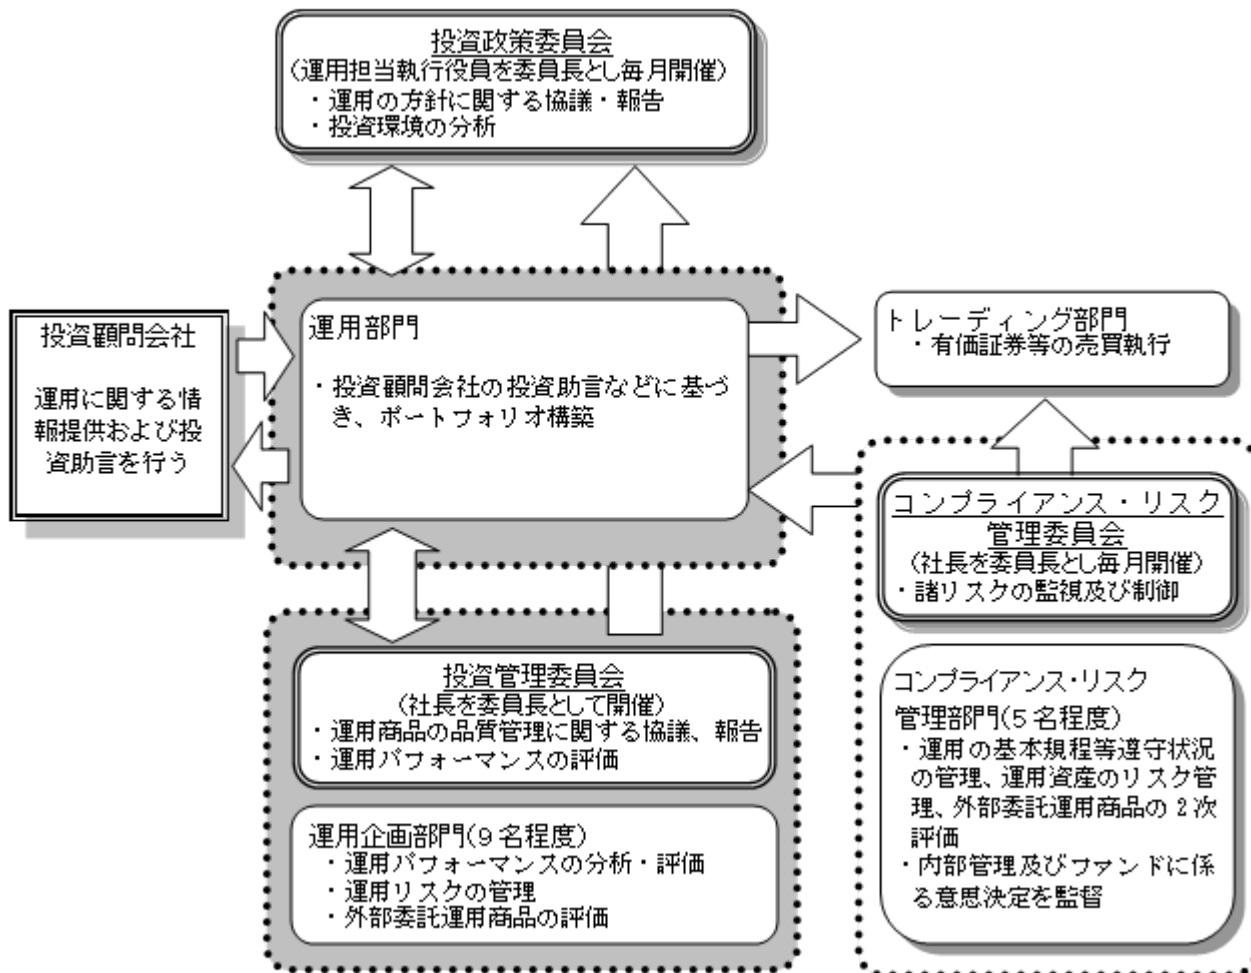 投資政策委員会
(運用担当執行役員を委員長とし毎月開催)
・運用の方針に関する協議・報告
・投資環境の分析
投資顧問会社
運用に関する情
報提供および投
資助言を行う
運用部門
・投資顧問会社の投資助言などに基づ
き、ポートフォリオ構築
トレーディング部門
・有価証券等の売買執行
コンプライアンス・リスク
管理委員会
(社長を委員長とし毎月開催)
・諸リスクの監視及び制御
投資管理委員会
(社長を委員長として開催)
・運用商品の品質管理に関する協議、報告
・運用パフォーマンスの評価
運用企画部門(9名程度)
・運用パフォーマンスの分析・評価
・運用リスクの管理
・外部委託運用商品の評価
コンプライアンス・リスク
管理部門(5名程度)
・運用の基本規程等遵守状況
の管理、運用資産のリスク管
理、外部委託運用商品の2次
評価
・内部管理及びファンドに係
る意思決定を監督